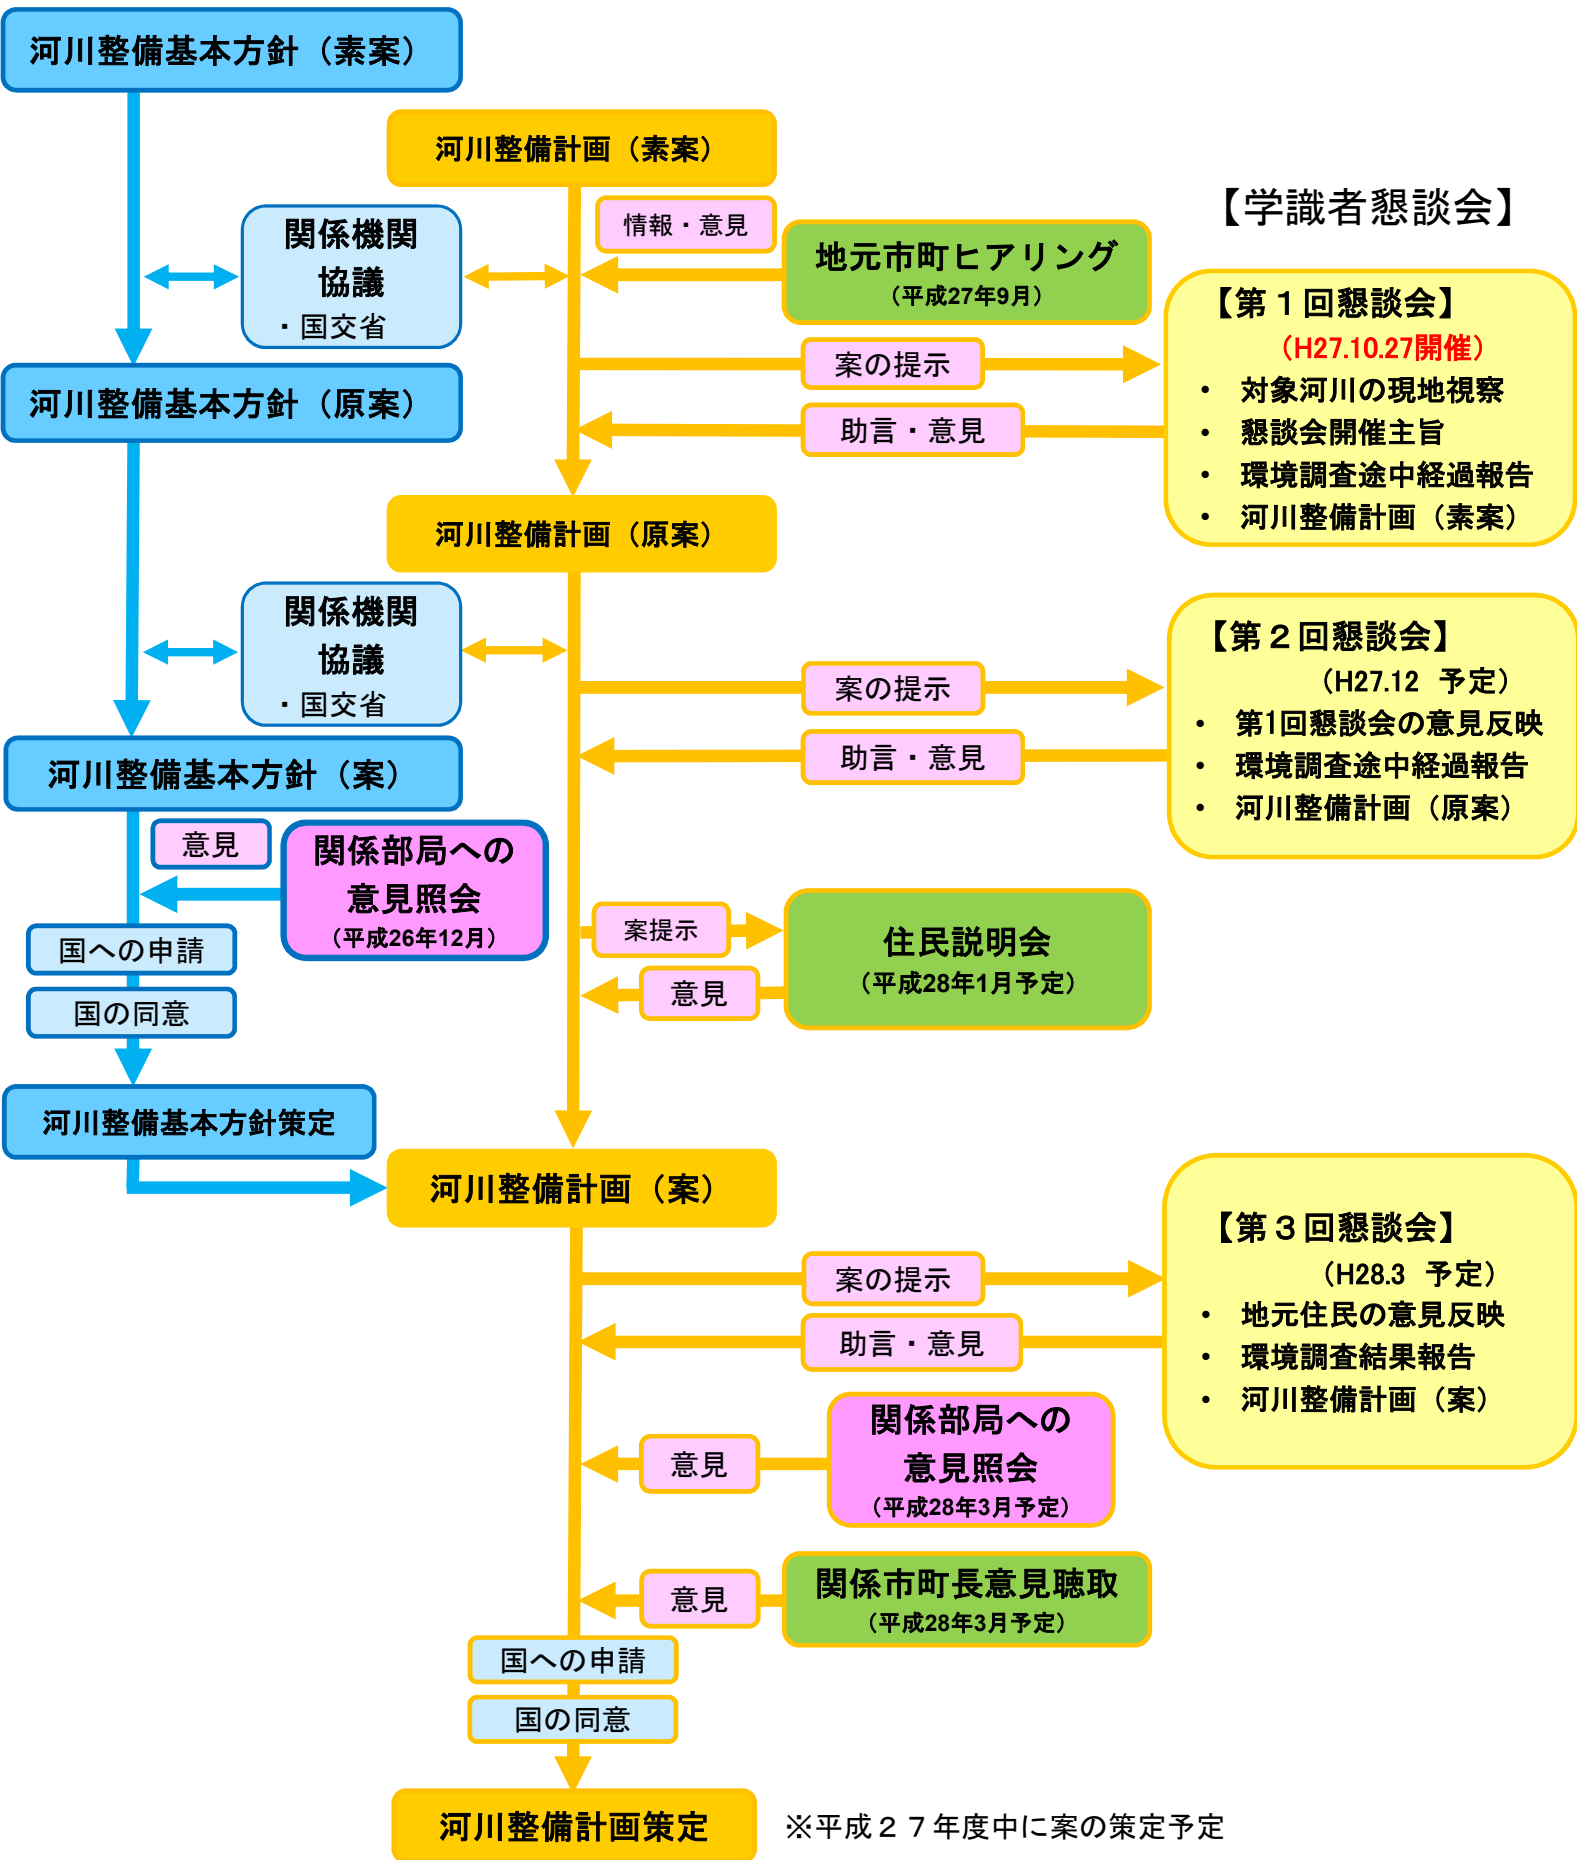 河川整備基本方針（素案）
河川整備計画（素案）
【学識者懇談会】
情報・意見
関係機関
協議
・国交省
地元市町ヒアリング
（平成27年9月）
【第１回懇談会】
（H27.10.27開催）
・ 対象河川の現地視察
・ 懇談会開催主旨
・ 環境調査途中経過報告
・ 河川整備計画（素案）
案の提示
助言・意見
河川整備基本方針（原案）
河川整備計画（原案）
関係機関
協議
・国交省
【第２回懇談会】
（H27.12 予定）
・ 第1回懇談会の意見反映
・ 環境調査途中経過報告
・ 河川整備計画（原案）
案の提示
助言・意見
河川整備基本方針（案）
意見
関係部局への
意見照会
（平成26年12月）
国への申請
国の同意
案提示
意見
住民説明会
（平成28年1月予定）
河川整備基本方針策定
河川整備計画（案）
【第３回懇談会】
（H28.3 予定）
・ 地元住民の意見反映
・ 環境調査結果報告
・ 河川整備計画（案）
案の提示
助言・意見
意見
関係部局への
意見照会
（平成28年3月予定）
意見
関係市町長意見聴取
（平成28年3月予定）
国への申請
国の同意
河川整備計画策定
※平成２７年度中に案の策定予定